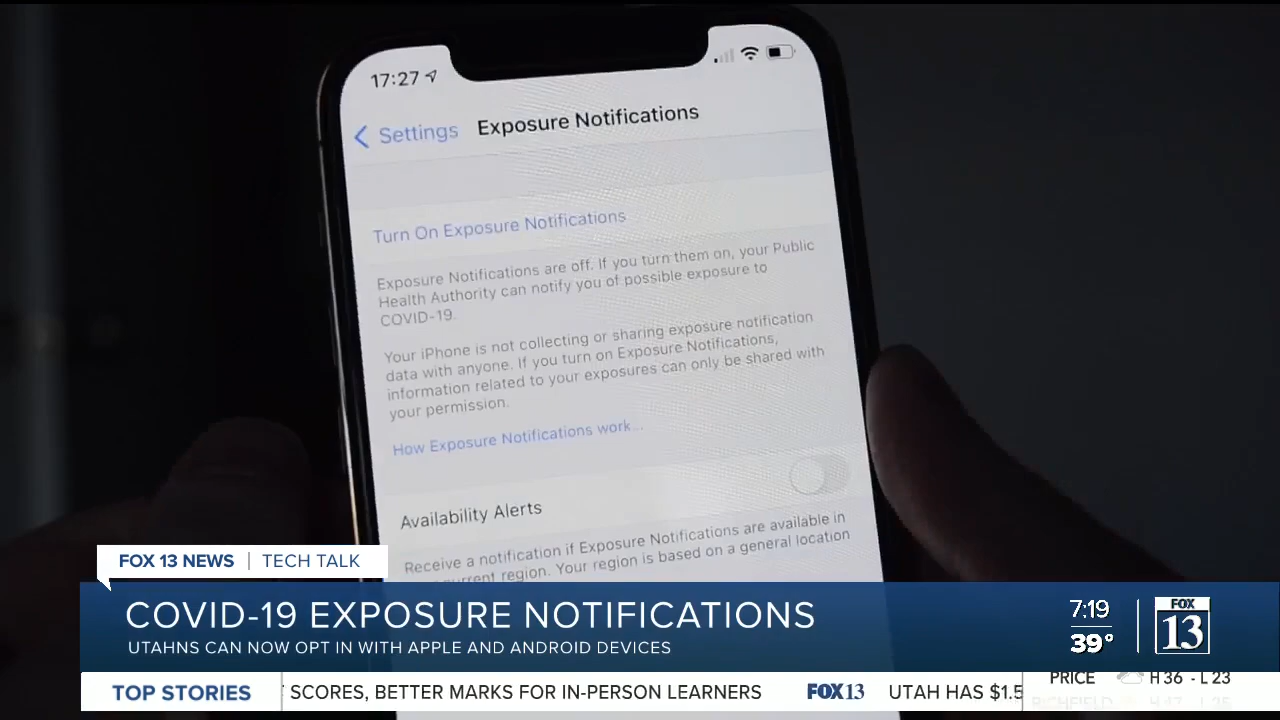 17:27
Settings
Exposure Notifications
Turn On Exposure Notifications
Exposure Notifications are off. If you turn them on, your Public
Health Authority can notify you of possible exposure to
COVID-19.
Your iPhone is not collecting or sharing exposure notification
data with anyone. If you turn on Exposure Notifications,
information related to your exposures can only be shared with
your permission.
How Exposure Notifications work...
Availability Alerts
Receive a notification if Exposure Notifications are available in
current region. Your region is based on a general location
FOX 13 NEWS | TECH TALK
COVID-19 EXPOSURE NOTIFICATIONS
UTAHNS CAN NOW OPT IN WITH APPLE AND ANDROID DEVICES
7:19
39°
FOX
13
TOP STORIES
SCORES, BETTER MARKS FOR IN-PERSON LEARNERS FOX 13 UTAH HAS $1.5
PRICE H 36 - L 23